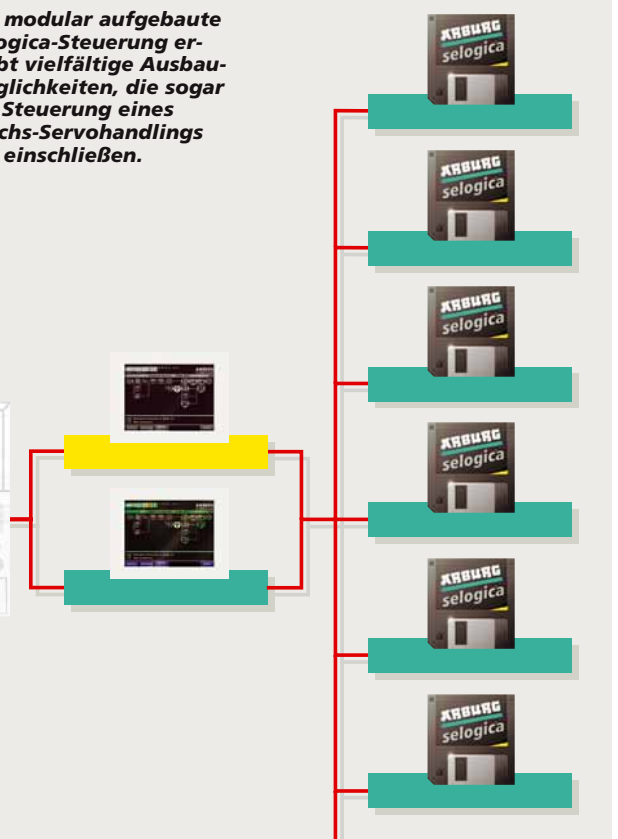 modular aufgebaute
ogica-Steuerung er-
bt vielfältige Ausbau-
glichkeiten, die sogar
Steuerung eines
chs-Servohandlings
einschließen.
ARBURG
selogica
ARBURG
selogica
ARBURG
selogica
ARBURG
selogica
ARBURG
selogica
ARBURG
selogica